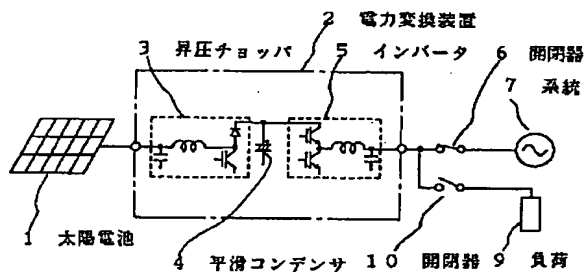 2 電力変換装置
3 昇圧チョッパ
5 インバータ
6 開閉器
7 系統
1 太陽電池
4 平滑コンデンサ
10 開閉器
9 負荷